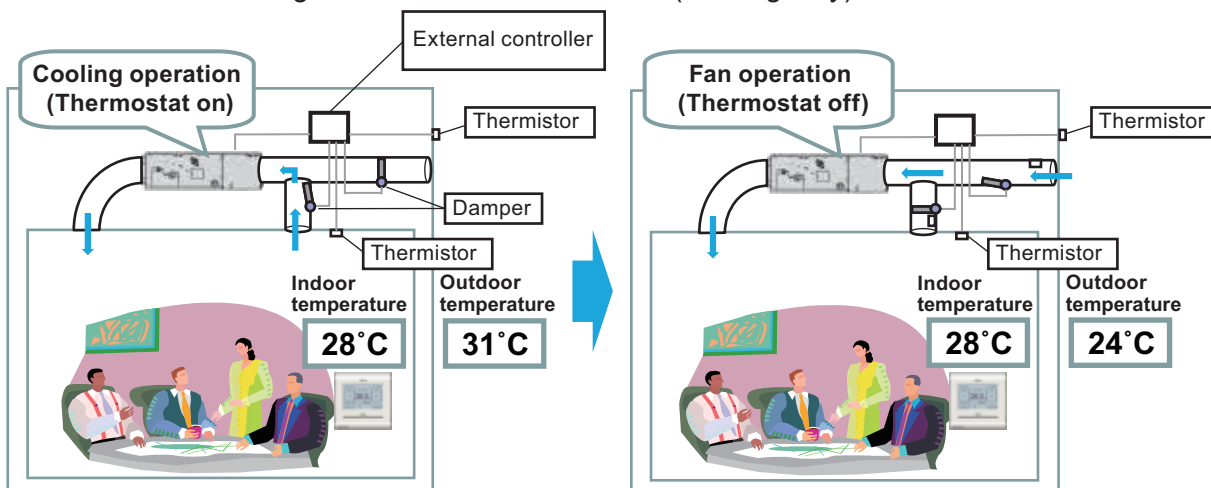 External controller
Cooling operation
(Thermostat on)
Thermistor
Damper
Thermistor
Indoor
temperature
28˚C
Outdoor
temperature
31˚C
Fan operation
(Thermostat off)
Thermistor
Thermistor
Indoor
temperature
28˚C
Outdoor
temperature
24˚C